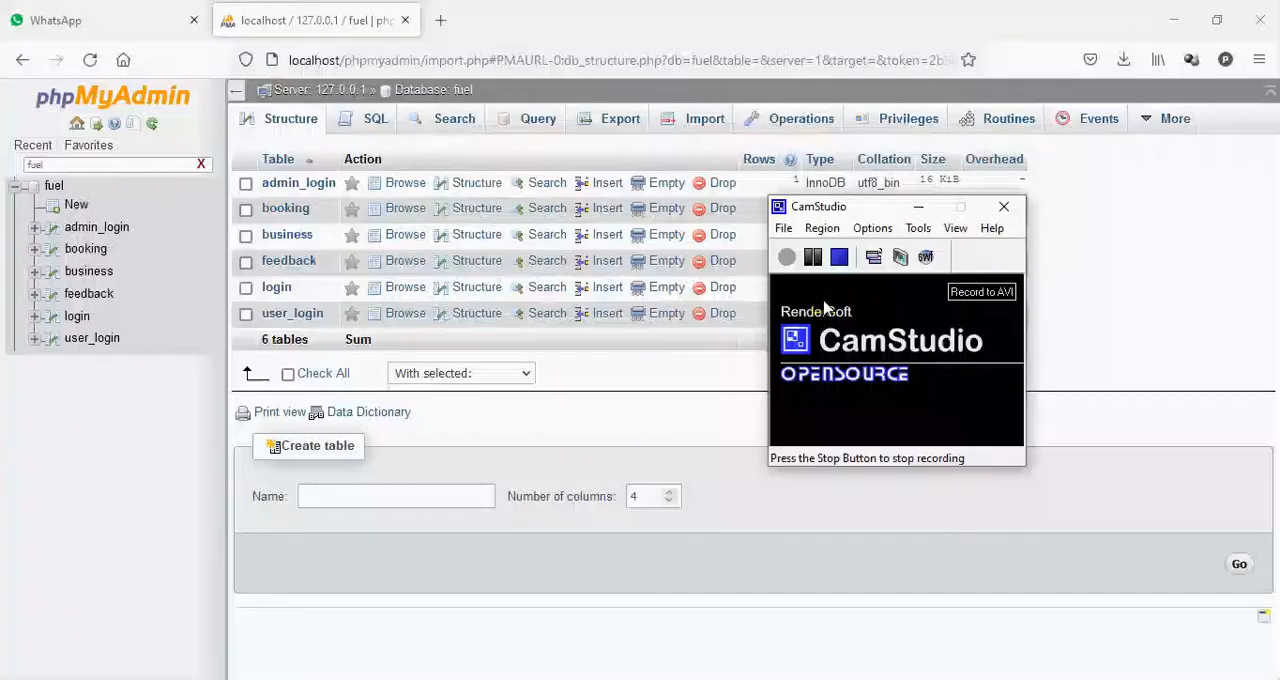 WhatsApp
localhost / 127.0.0.1 / fuel | ph
localhost/phpmyadmin/import.php#PMAURL-0:db_structure.php?db=fuel&table=&server=1&target=&token=2b5
phpMyAdmin
Server: 127.0.0.1 » Database: fuel
Structure SQL Search Query Export Import Operations Privileges Routines Events More
Recent Favorites
fuel X
fuel
New
admin_login
booking
business
feedback
login
user_login
Table Action Rows Type Collation Size Overhead
admin_login Browse Structure Search Insert Empty Drop 1 InnoDB utf8_bin 16 KiB -
booking Browse Structure Search Insert Empty Drop
business Browse Structure Search Insert Empty Drop
feedback Browse Structure Search Insert Empty Drop
login Browse Structure Search Insert Empty Drop
user_login Browse Structure Search Insert Empty Drop
6 tables Sum
Check All With selected:
Print view Data Dictionary
Create table
Name: Number of columns: 4
Go
CamStudio
File Region Options Tools View Help
Record to AVI
RenderSoft
CamStudio
OPENSOURCE
Press the Stop Button to stop recording